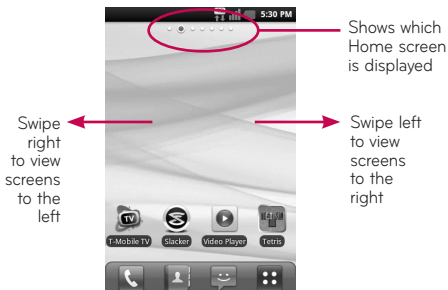 5:30 PM
Shows which
Home screen
is displayed
Swipe
right
to view
screens
to the
left
Swipe left
to view
screens
to the
right
TV
T-Mobile TV
Slacker
Video Player
Tetris